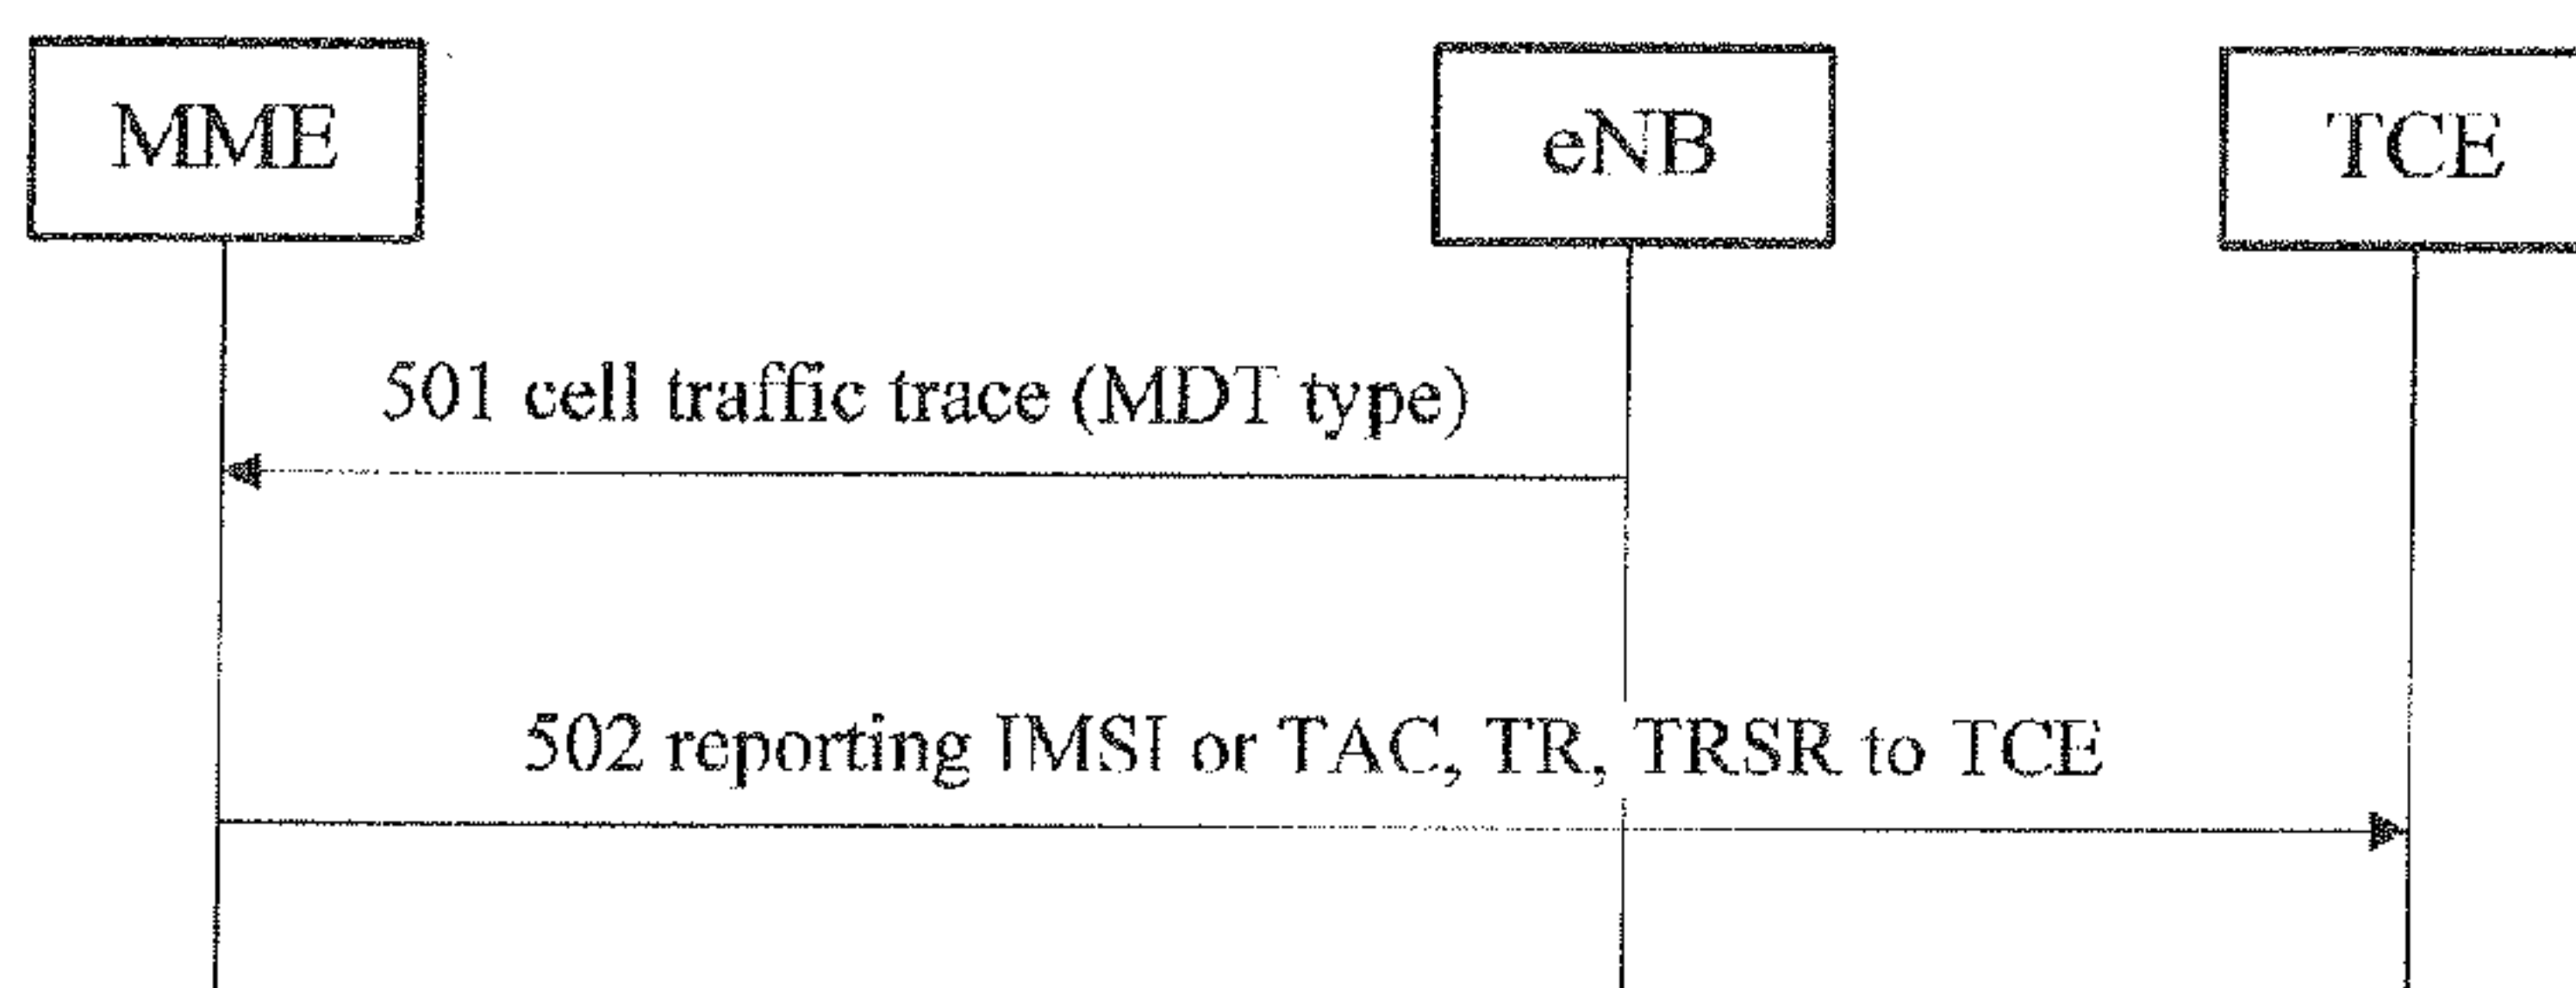 MME
eNB
TCE
501 cell traffic trace (MDT type)
502 reporting IMSI or TAC, TR, TRSR to TCE